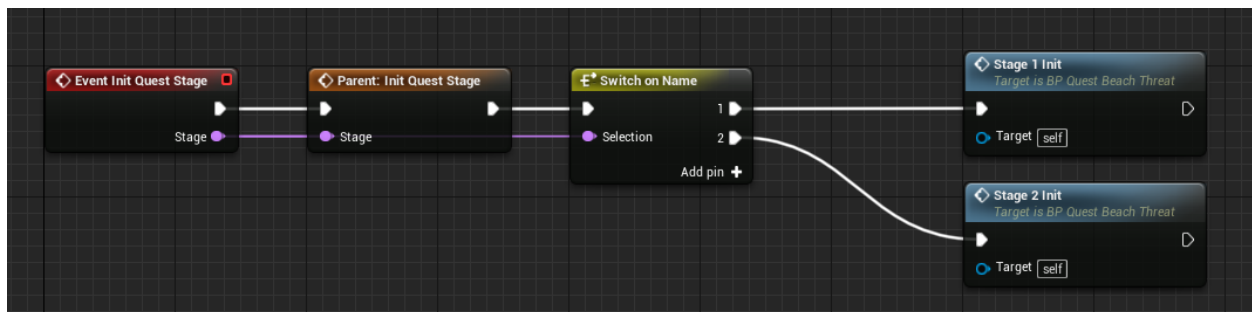 Event Init Quest Stage
Stage
Parent: Init Quest Stage
Stage
Switch on Name
1
Selection
2
Add pin
Stage 1 Init
Target is BP Quest Beach Threat
Target self
Stage 2 Init
Target is BP Quest Beach Threat
Target self